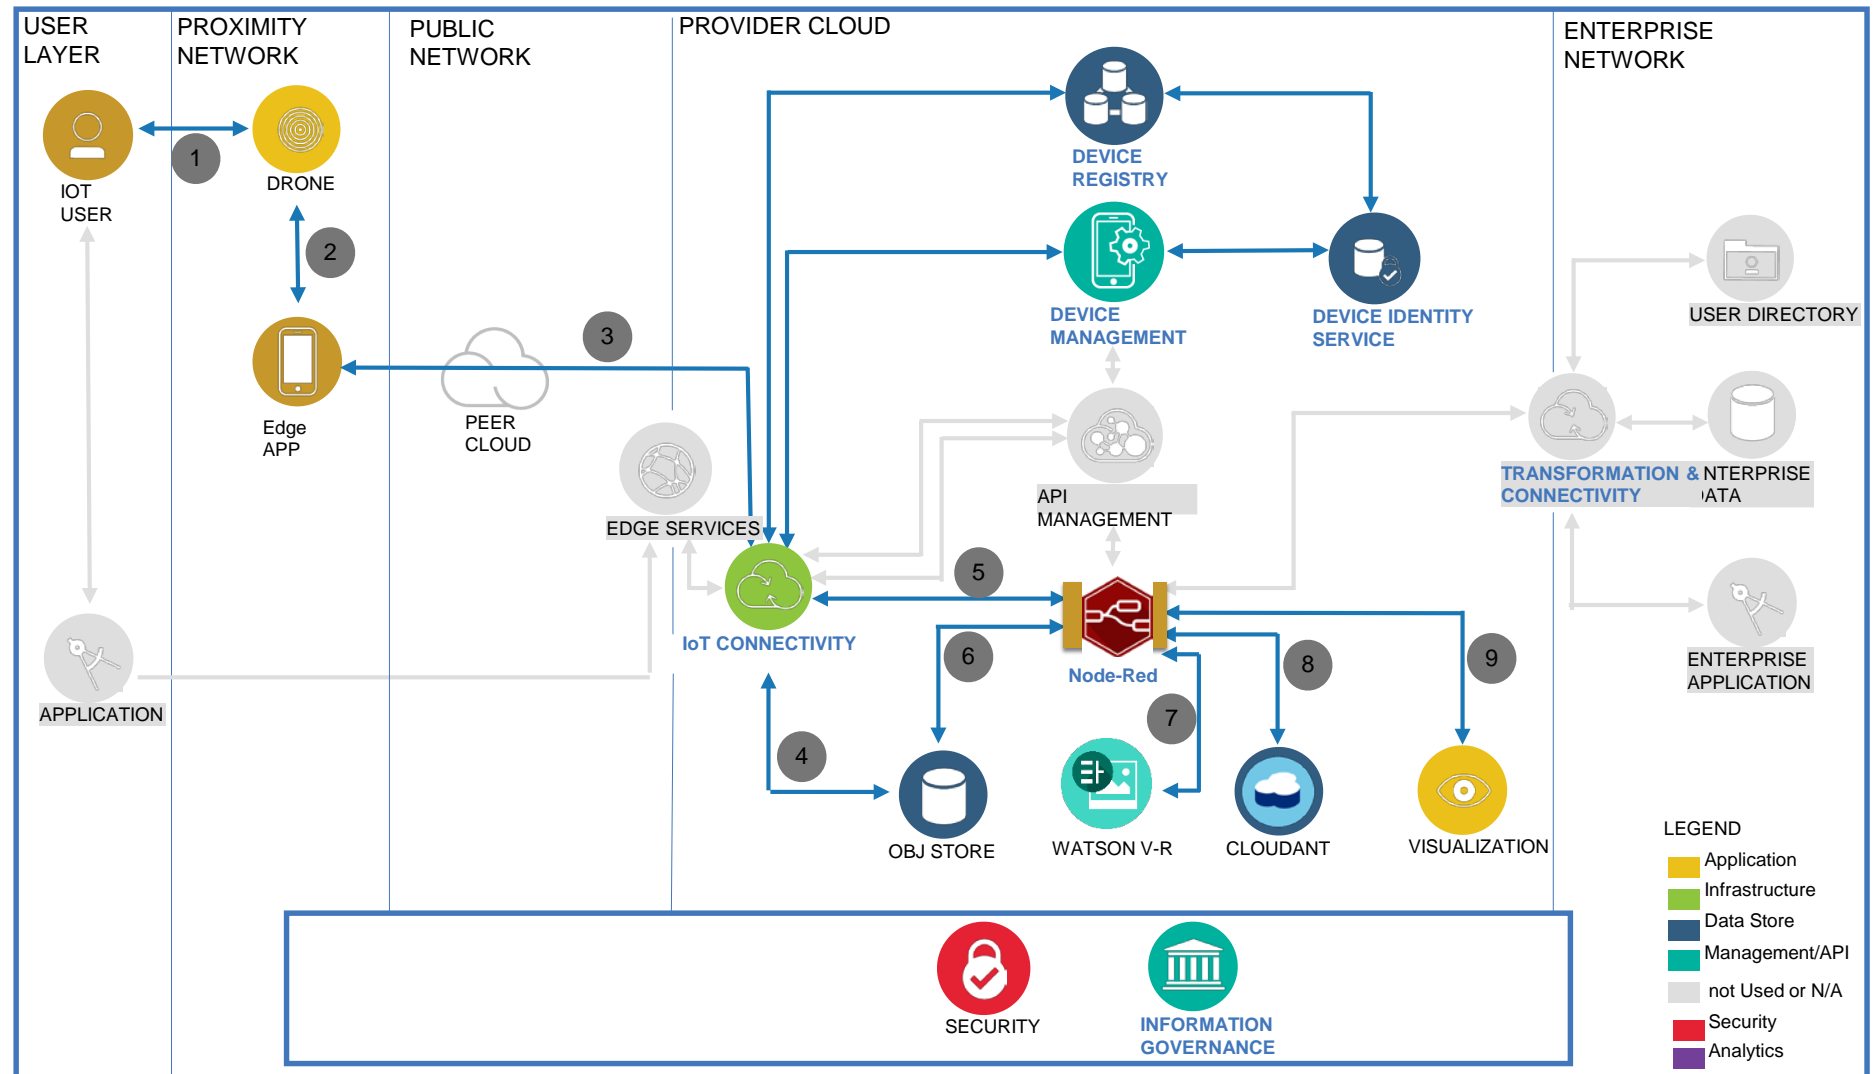 USER
LAYER
PROXIMITY
NETWORK
PUBLIC
NETWORK
PROVIDER CLOUD
ENTERPRISE
NETWORK
IOT
USER
1
DRONE
2
Edge
APP
3
PEER
CLOUD
DEVICE
REGISTRY
DEVICE
MANAGEMENT
DEVICE IDENTITY
SERVICE
USER DIRECTORY
EDGE SERVICES
API
MANAGEMENT
TRANSFORMATION &
CONNECTIVITY
NTERPRISE
ATA
5
IoT CONNECTIVITY
6
Node-Red
8
9
7
4
APPLICATION
ENTERPRISE
APPLICATION
OBJ STORE
WATSON V-R
CLOUDANT
VISUALIZATION
SECURITY
INFORMATION
GOVERNANCE
LEGEND
Application
Infrastructure
Data Store
Management/API
not Used or N/A
Security
Analytics